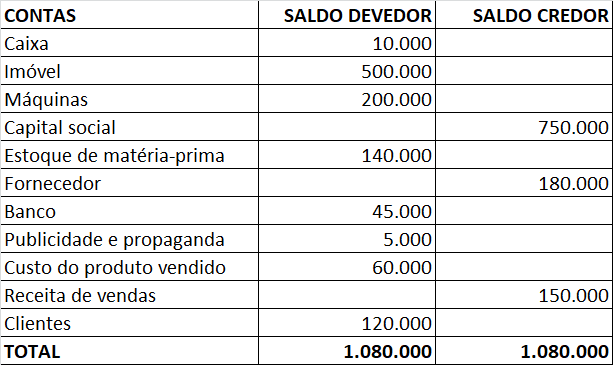 CONTAS SALDO DEVEDOR SALDO CREDOR
Caixa 10.000
Imóvel 500.000
Máquinas 200.000
Capital social 750.000
Estoque de matéria-prima 140.000
Fornecedor 180.000
Banco 45.000
Publicidade e propaganda 5.000
Custo do produto vendido 60.000
Receita de vendas 150.000
Clientes 120.000
TOTAL 1.080.000 1.080.000